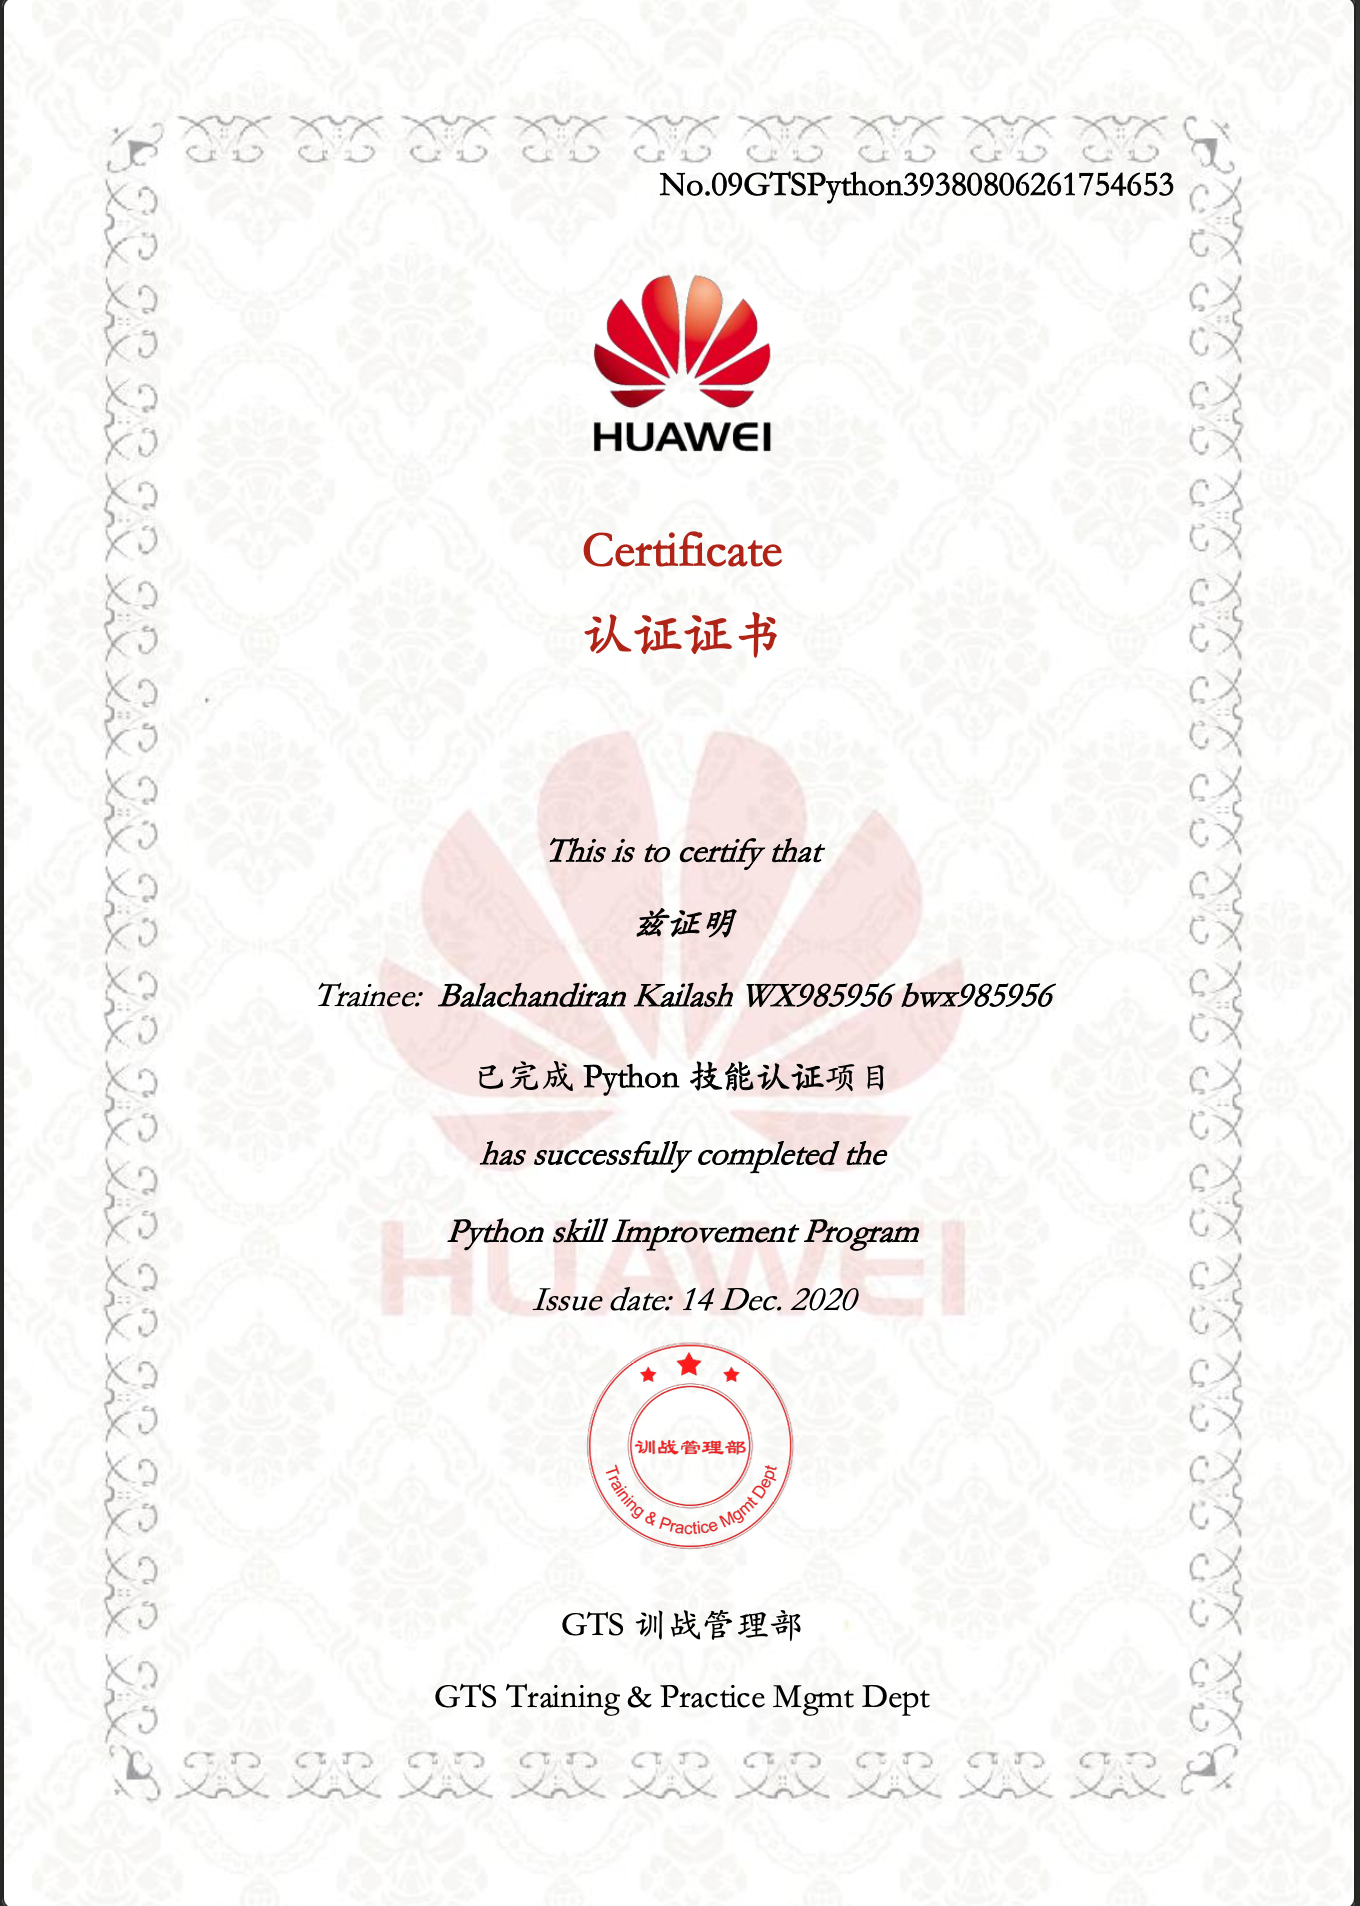 No.09GTSPython39380806261754653
HUAWEI
Certificate
认证证书
This is to certify that
兹证明
Trainee: Balachandiran Kailash WX985956 bwx985956
已完成 Python 技能认证项目
has successfully completed the
Python skill Improvement Program
HUAWEI
Issue date: 14 Dec. 2020
训战管理部
Training & Practice Mgmt Dept
GTS 训战管理部
GTS Training & Practice Mgmt Dept